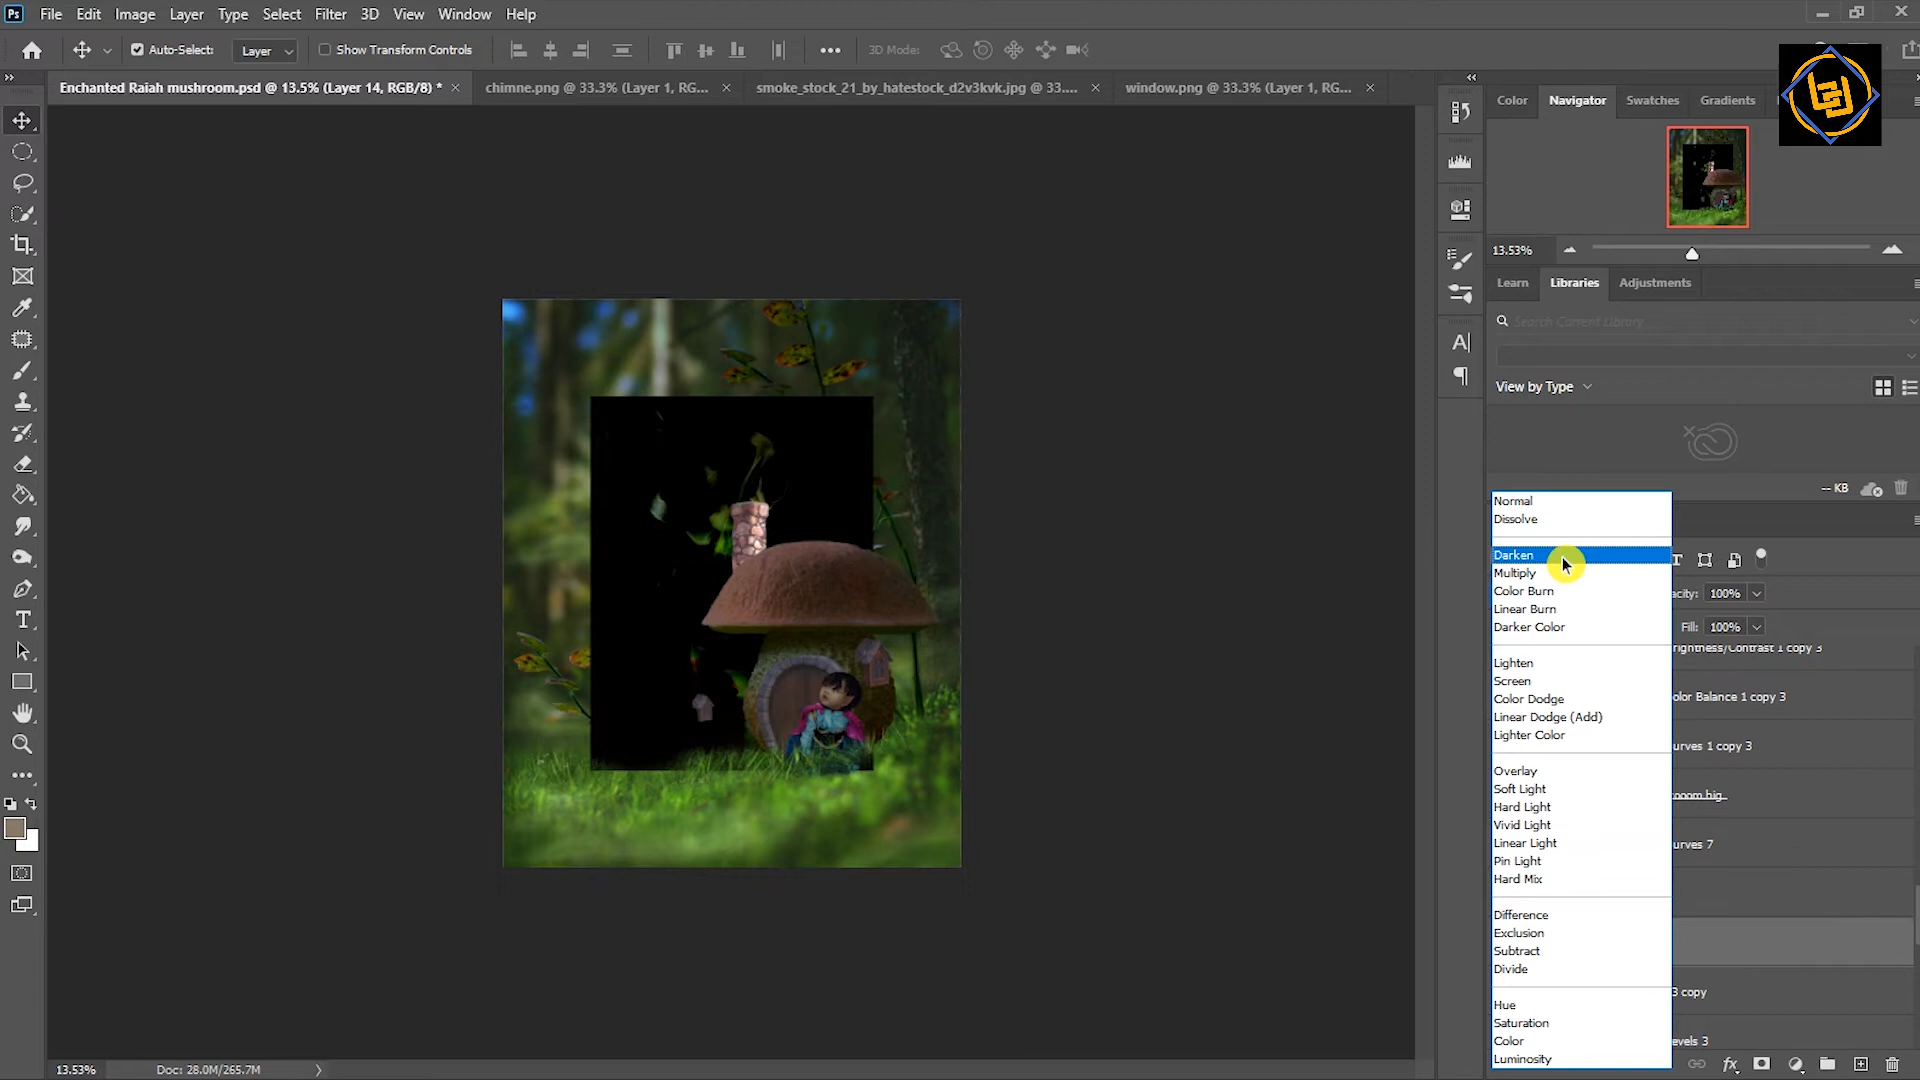 Ps File Edit Image Layer Type Select Filter 3D View Window Help
Auto-Select: Layer Show Transform Controls 3D Mode:
Enchanted Raiah mushroom.psd @ 13.5% (Layer 14, RGB/8) * chimne.png @ 33.3% (Layer 1, RG... smoke_stock_21_by_hatestock_d2v3kvk.jpg @ 33.... window.png @ 33.3% (Layer 1, RG...
Color Navigator Swatches Gradients
13.53%
Learn Libraries Adjustments
Search Current Library
View by Type
-- KB
Normal
Dissolve
Darken
Multiply
Color Burn
Linear Burn
Darker Color
Lighten
Screen
Color Dodge
Linear Dodge (Add)
Lighter Color
Overlay
Soft Light
Hard Light
Vivid Light
Linear Light
Pin Light
Hard Mix
Difference
Exclusion
Subtract
Divide
Hue
Saturation
Color
Luminosity
acity: 100%
Fill: 100%
rightness/Contrast 1 copy 3
olor Balance 1 copy 3
urves 1 copy 3
room big
urves 7
3 copy
evels 3
13.53% Doc: 28.0M/265.7M